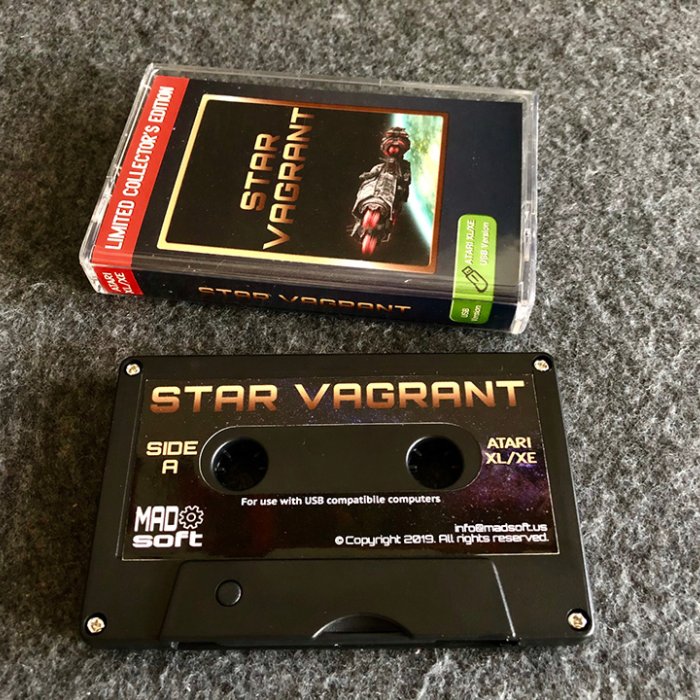 LIMITED COLLECTOR'S EDITION
STAR
VAGRANT
ATARI XL/XE
USB Version
ATARI
XL/XE
STAR VAGRANT
USB
Version
STAR VAGRANT
SIDE
A
ATARI
XL/XE
For use with USB compatibile computers
MAD
soft
info@madsoft.us
© Copyright 2019. All rights reserved.